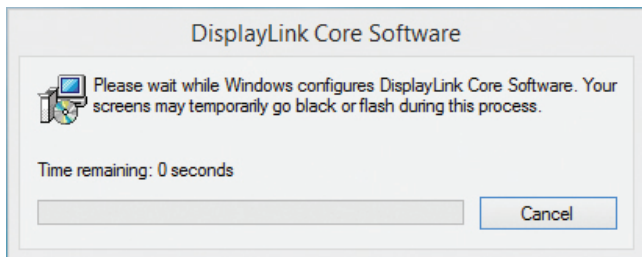 DisplayLink Core Software
Please wait while Windows configures DisplayLink Core Software. Your
screens may temporarily go black or flash during this process.
Time remaining: 0 seconds
Cancel